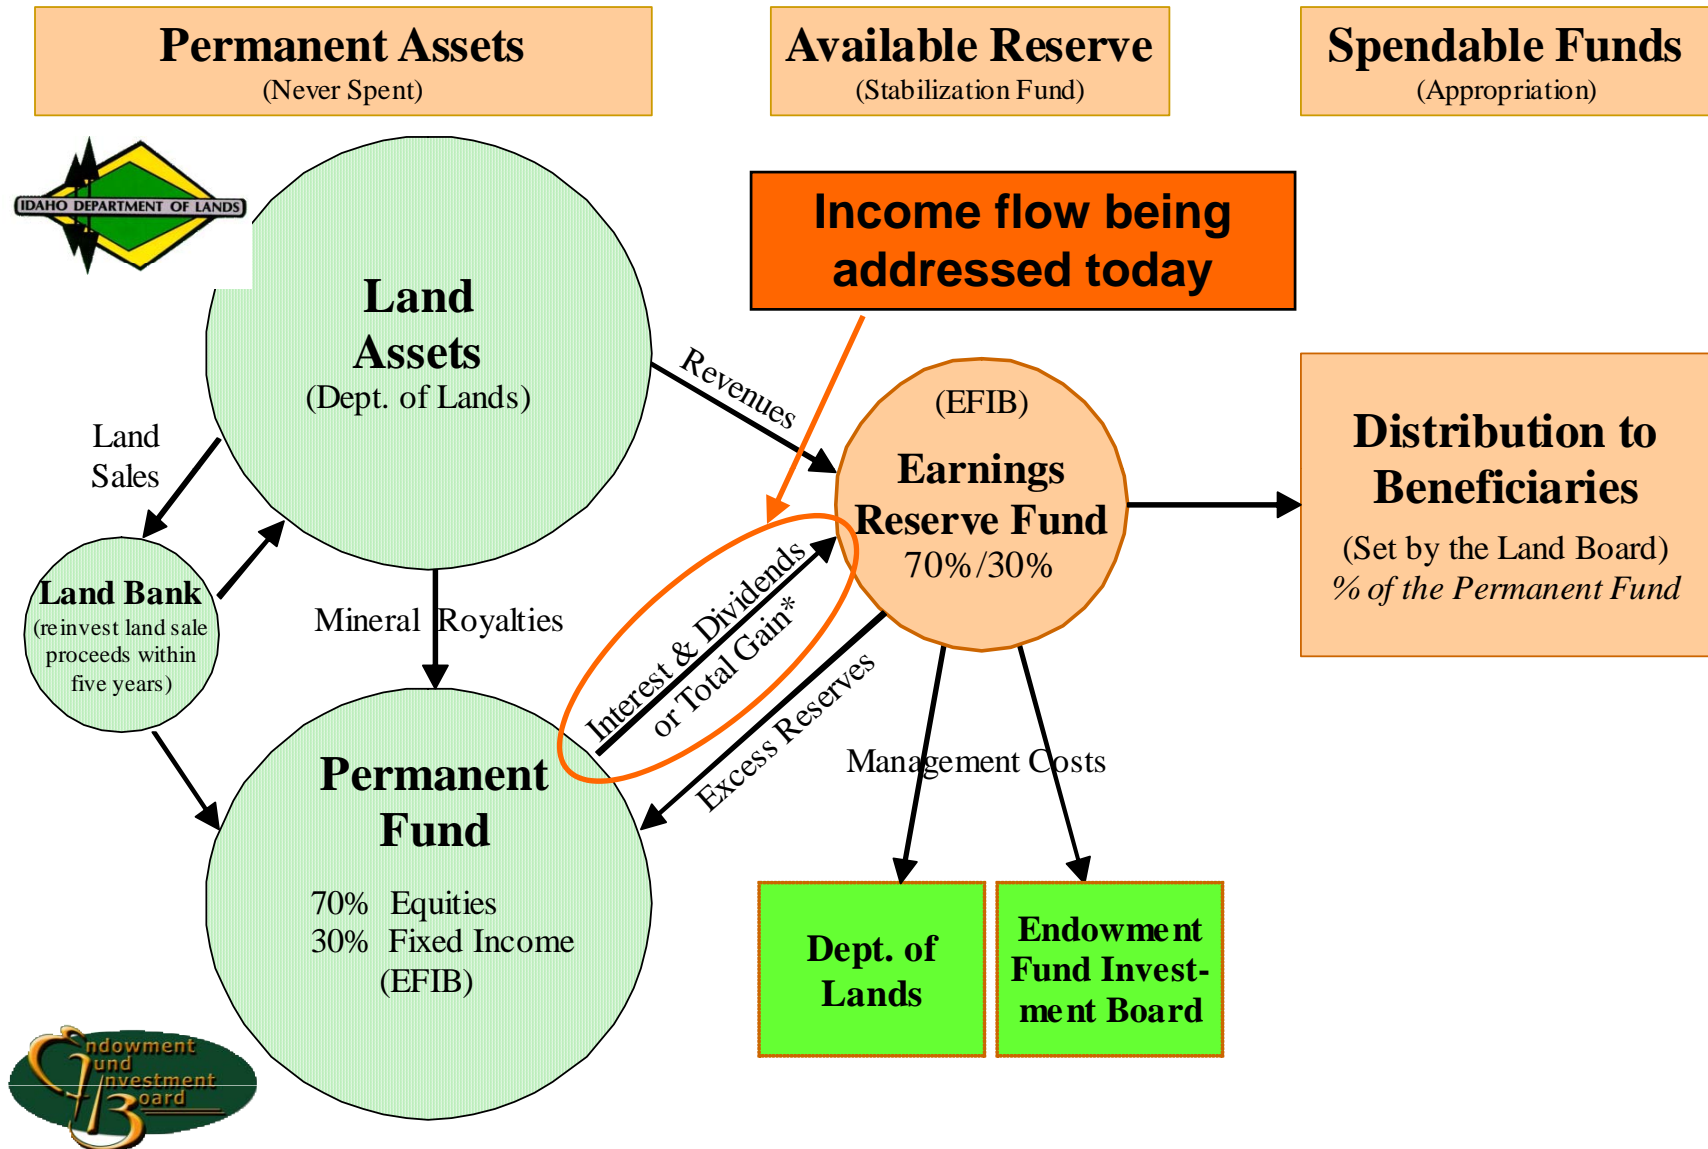 Permanent Assets
(Never Spent)
Available Reserve
(Stabilization Fund)
Spendable Funds
(Appropriation)
IDAHO DEPARTMENT OF LANDS
Income flow being
addressed today
Land
Assets
(Dept. of Lands)
Revenues
(EFIB)
Earnings
Reserve Fund
70%/30%
Distribution to
Beneficiaries
(Set by the Land Board)
% of the Permanent Fund
Land
Sales
Land Bank
(reinvest land sale
proceeds within
five years)
Mineral Royalties
Interest & Dividends
or Total Gain*
Excess Reserves
Management Costs
Permanent
Fund
70% Equities
30% Fixed Income
(EFIB)
Dept. of
Lands
Endowment
Fund Invest-
ment Board
Endowment
Fund
Investment
Board